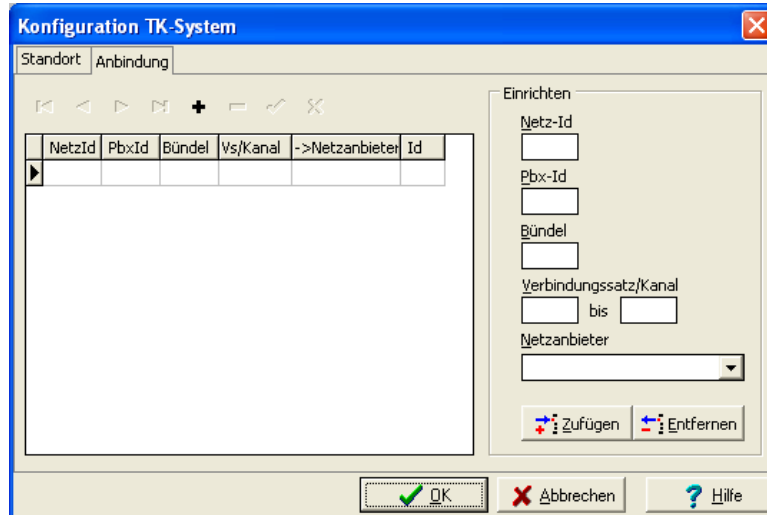 Konfiguration TK-System
Standort Anbindung
NetzId PbxId Bündel Vs/Kanal ->Netzanbieter Id
Einrichten
Netz-Id
Pbx-Id
Bündel
Verbindungssatz/Kanal
bis
Netzanbieter
Zufügen Entfernen
OK Abbrechen Hilfe